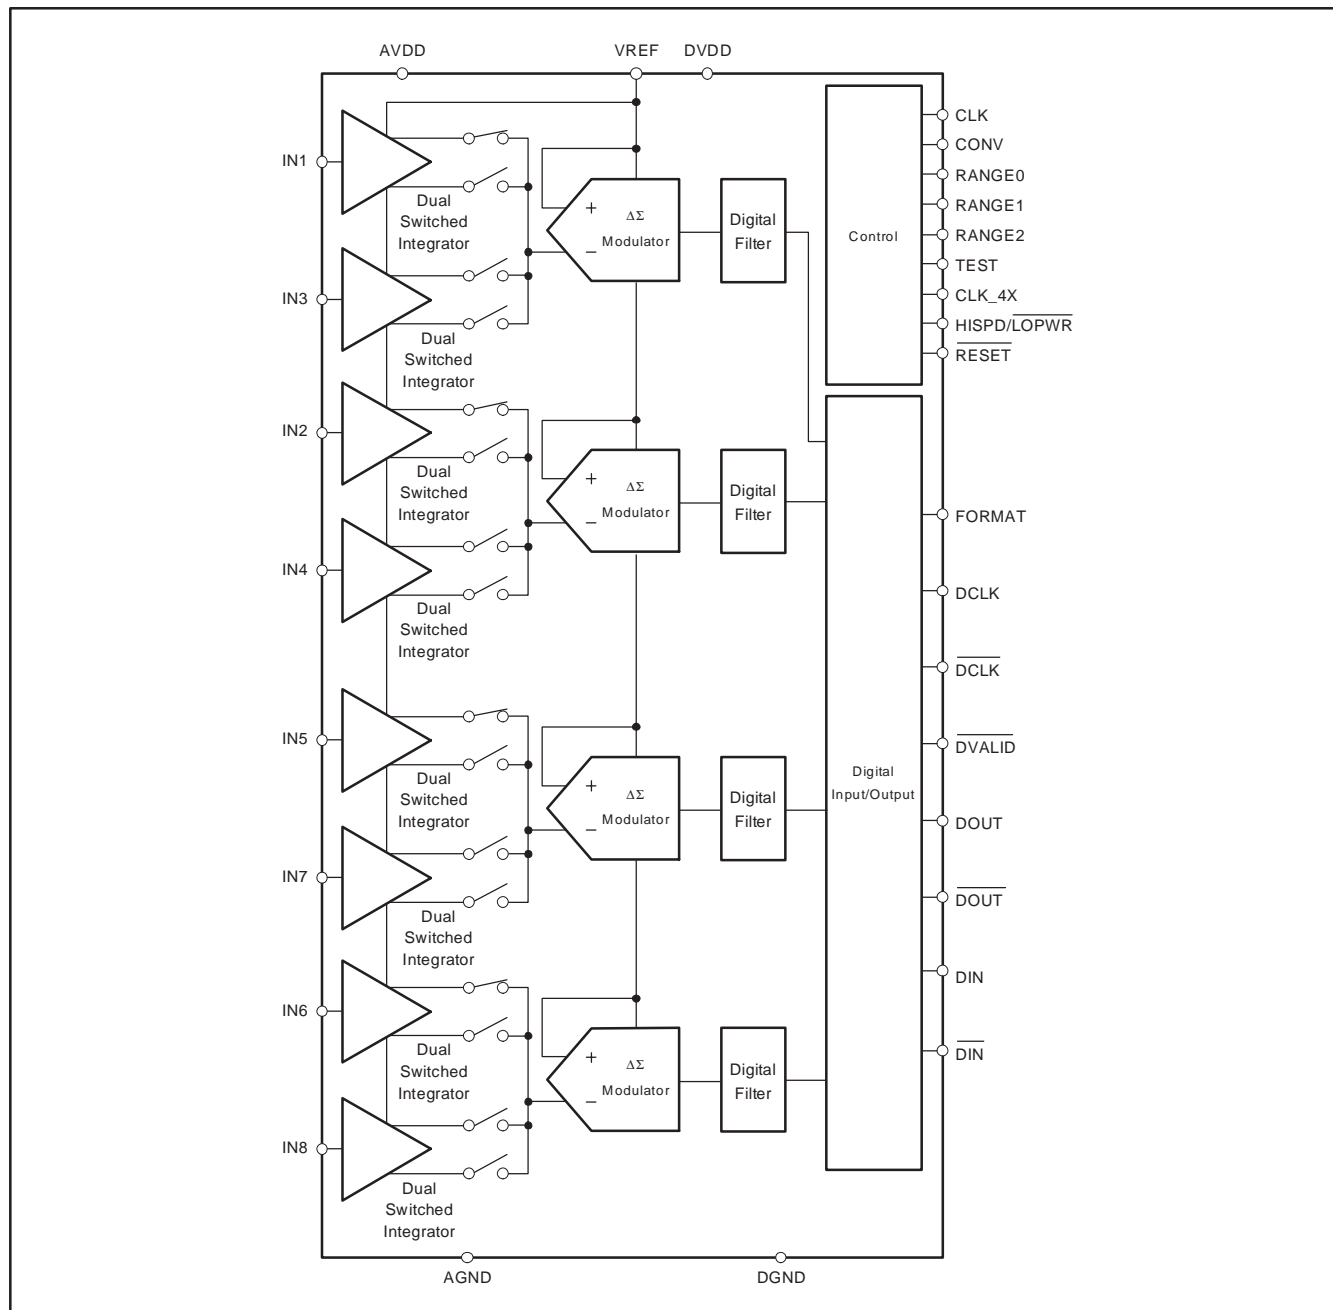 AVDD
VREF
DVDD
CLK
CONV
RANGE0
RANGE1
RANGE2
TEST
CLK_4X
HISPD/LOPWR
RESET
Control
IN1
Dual
Switched
Integrator
IN3
Dual
Switched
Integrator
+
−
ΔΣ
Modulator
Digital
Filter
IN2
Dual
Switched
Integrator
IN4
Dual
Switched
Integrator
+
−
ΔΣ
Modulator
Digital
Filter
IN5
Dual
Switched
Integrator
IN7
Dual
Switched
Integrator
+
−
ΔΣ
Modulator
Digital
Filter
IN6
Dual
Switched
Integrator
IN8
Dual
Switched
Integrator
+
−
ΔΣ
Modulator
Digital
Filter
Digital
Input/Output
FORMAT
DCLK
DCLK
DVALID
DOUT
DOUT
DIN
DIN
AGND
DGND